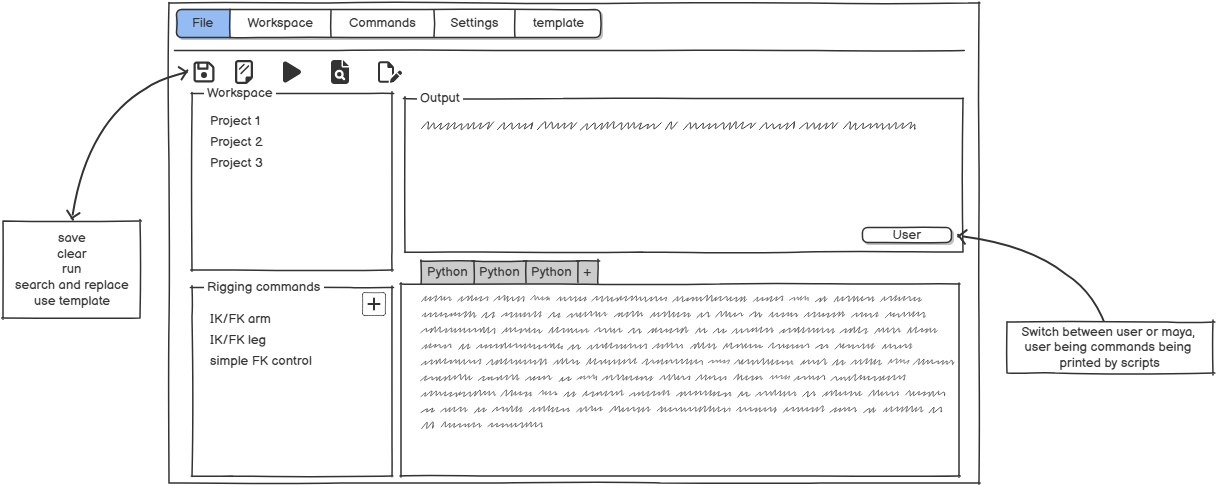 File Workspace Commands Settings template
Workspace
Project 1
Project 2
Project 3
Output
User
save
clear
run
search and replace
use template
Python Python Python +
Rigging commands
+
IK/FK arm
IK/FK leg
simple FK control
Switch between user or maya,
user being commands being
printed by scripts